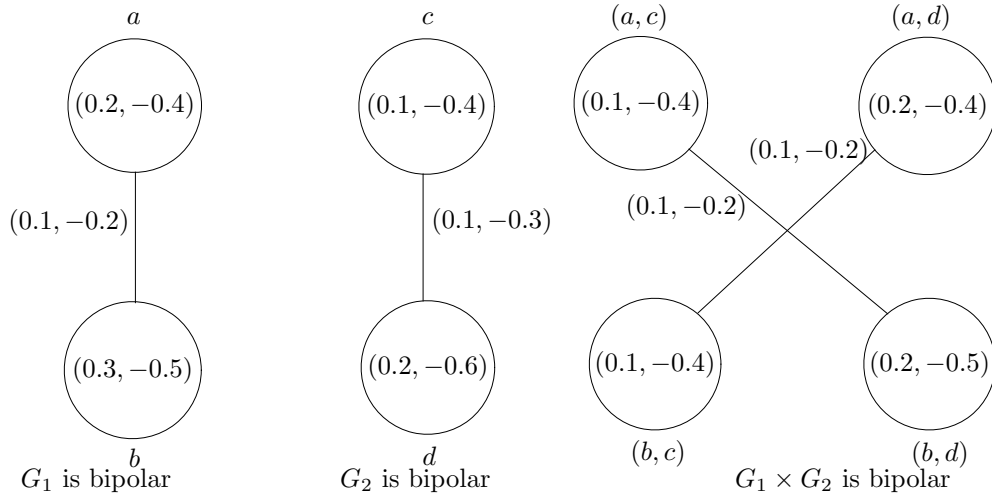 a c (a, c) (a, d)
(0.2, −0.4) (0.1, −0.4) (0.1, −0.4) (0.2, −0.4)
(0.1, −0.2)
(0.1, −0.2) (0.1, −0.3) (0.1, −0.2)
(0.3, −0.5) (0.2, −0.6) (0.1, −0.4) (0.2, −0.5)
b d (b, c) (b, d)
G₁ is bipolar G₂ is bipolar G₁ × G₂ is bipolar